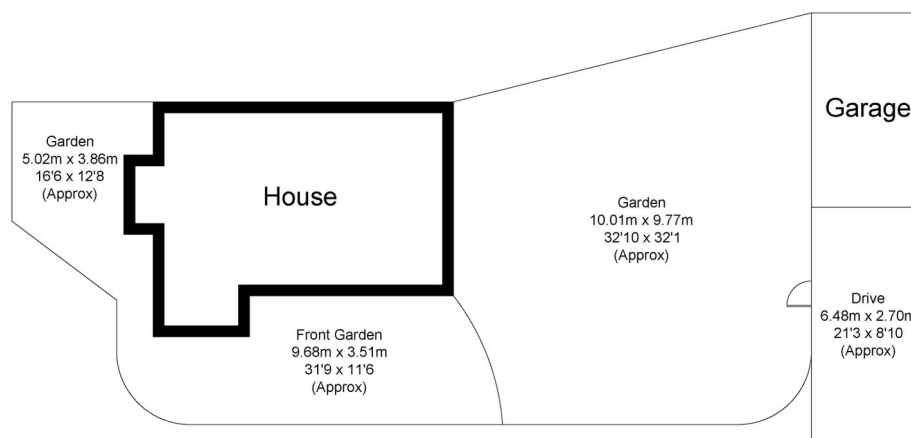 Garden
5.02m x 3.86m
16'6 x 12'8
(Approx)
House
Front Garden
9.68m x 3.51m
31'9 x 11'6
(Approx)
Garden
10.01m x 9.77m
32'10 x 32'1
(Approx)
Garage
Drive
6.48m x 2.70m
21'3 x 8'10
(Approx)